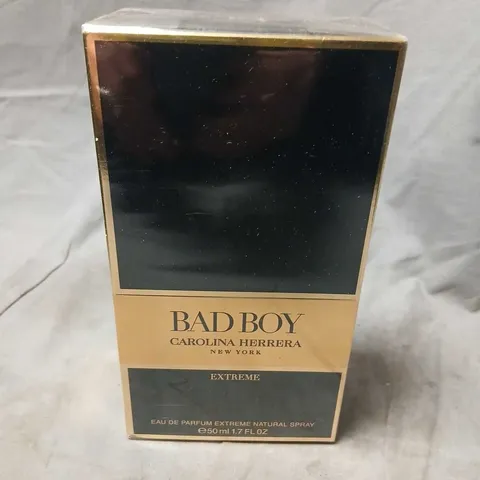 BAD BOY
CAROLINA HERRERA
NEW YORK
EXTREME
EAU DE PARFUM EXTREME NATURAL SPRAY
℮50 ml 1.7 FL OZ